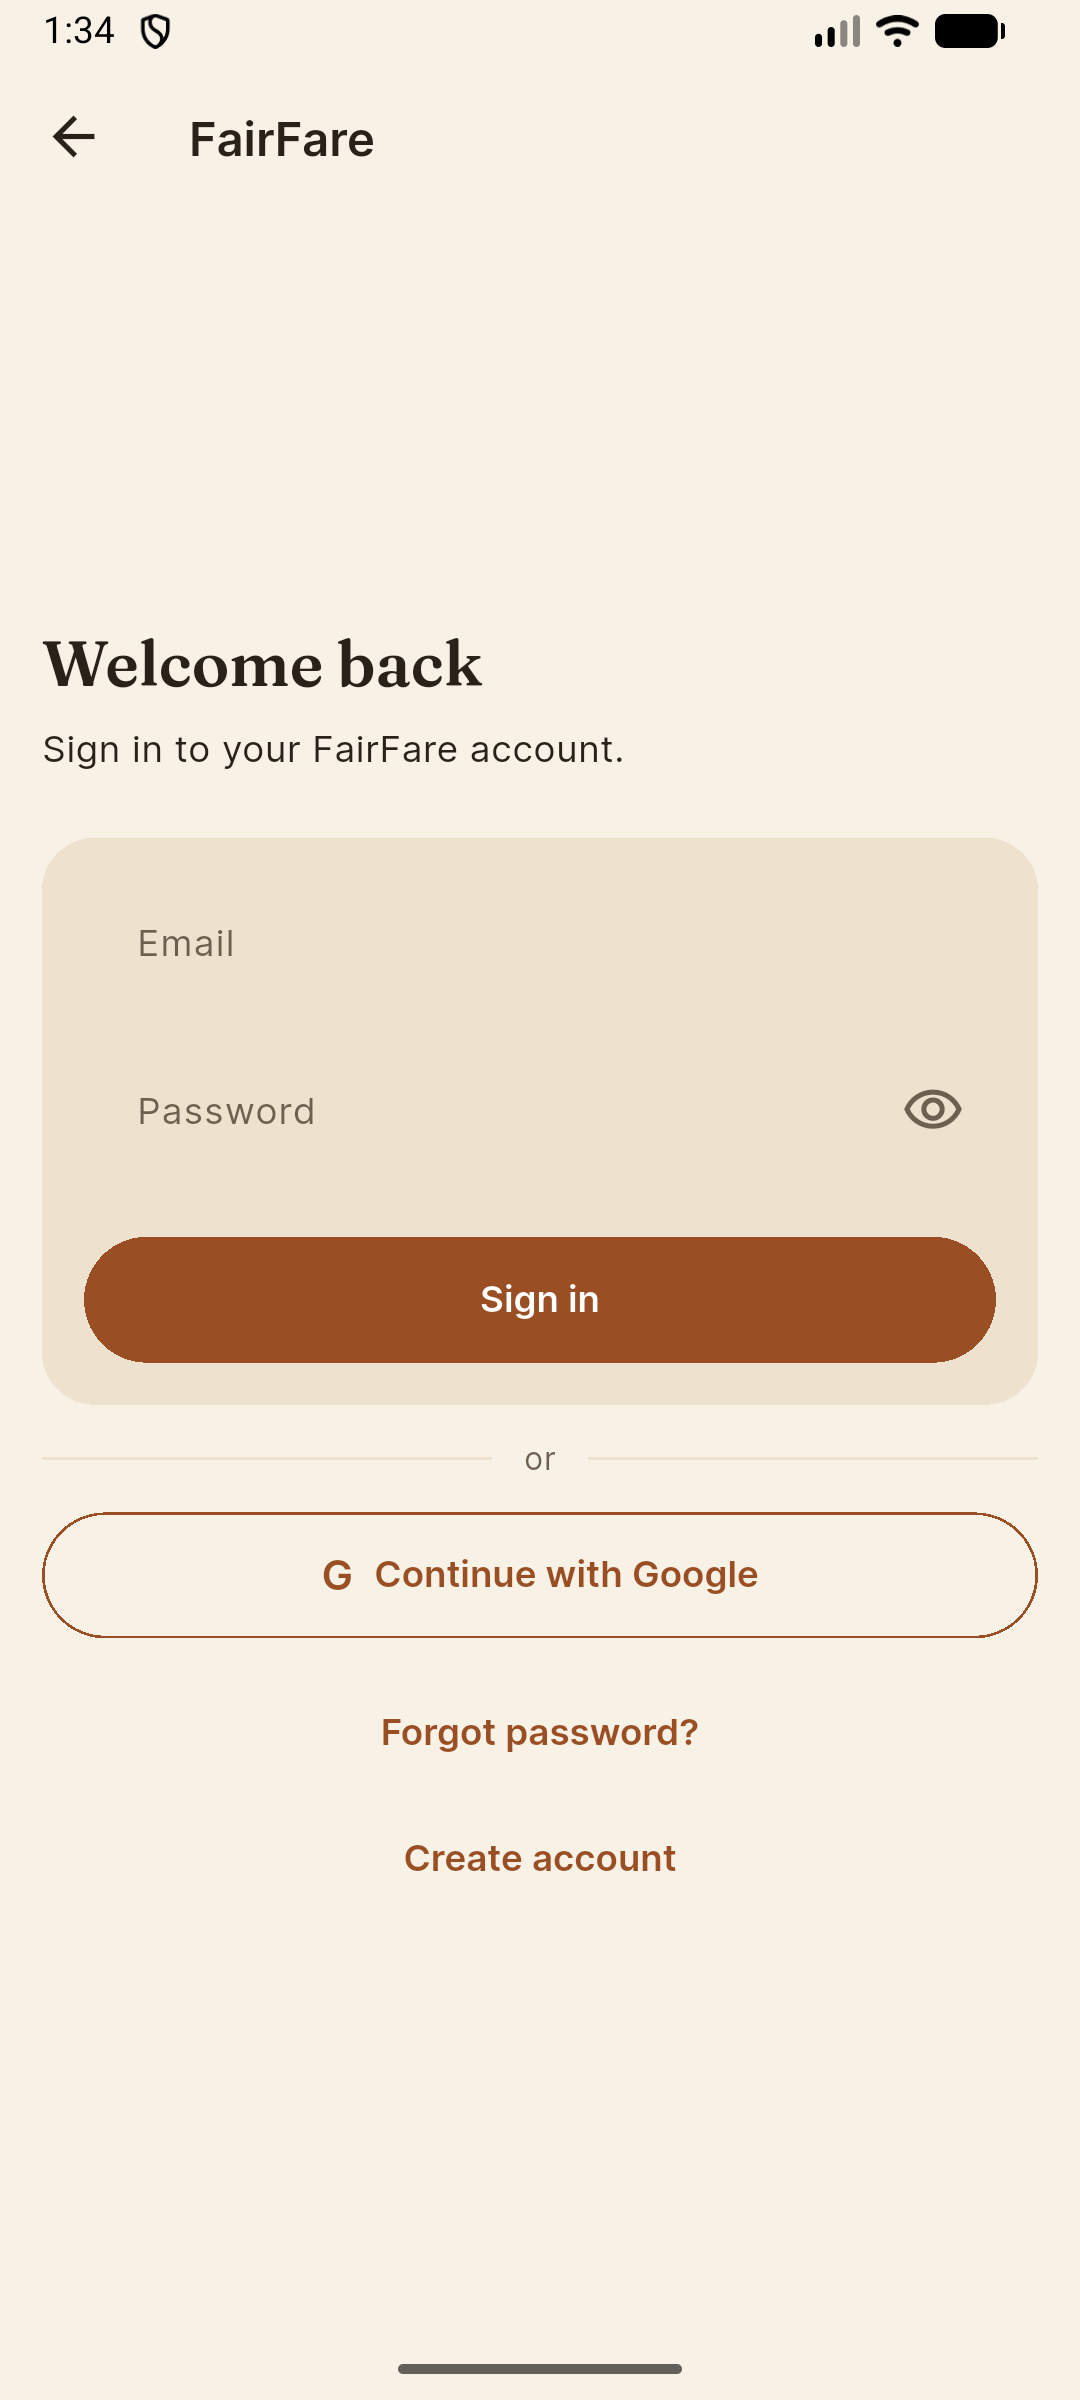 1:34
FairFare
Welcome back
Sign in to your FairFare account.
Email
Password
Sign in
or
G Continue with Google
Forgot password?
Create account